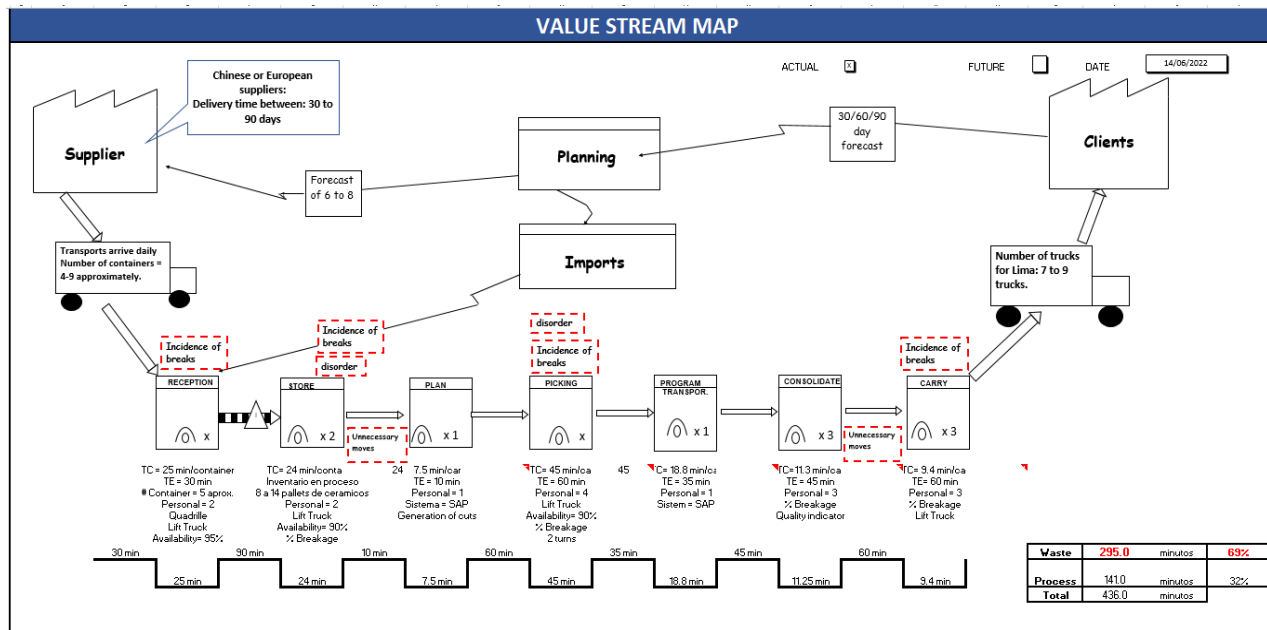 VALUE STREAM MAP
ACTUAL
x
FUTURE
DATE
14/06/2022
Chinese or European
suppliers:
Delivery time between: 30 to
90 days
Supplier
Forecast
of 6 to 8
Planning
30/60/90
day
forecast
Clients
Imports
Transports arrive daily
Number of containers =
4-9 approximately.
Number of trucks
for Lima: 7 to 9
trucks.
Incidence of
breaks
Incidence of
breaks
disorder
disorder
Incidence of
breaks
Incidence of
breaks
RECEPTION
x
STORE
x 2
Unnecessary
moves
PLAN
x 1
PICKING
x
PROGRAM
TRANSPOR.
x 1
CONSOLIDATE
x 3
Unnecessary
moves
CARRY
x 3
TC= 25 min/container
TE = 30 min
# Container = 5 aprox.
Personal = 2
Quadrille
Lift Truck
Availability= 95%
TC= 24 min/conta
Inventario en proceso
8 a 14 pallets de ceramicos
Personal = 2
Lift Truck
Availability= 90%
% Breakage
24
7.5 min/car
TE = 10 min
Personal = 1
Sistema = SAP
Generation of cuts
TC= 45 min/ca
TE = 60 min
Personal = 4
Lift Truck
Availability= 90%
% Breakage
2 turns
45
TC= 18.8 min/ca
TE = 35 min
Personal = 1
Sistem = SAP
TC=11.3 min/ca
TE = 45 min
Personal = 3
% Breakage
Quality indicator
TC= 9.4 min/ca
TE = 60 min
Personal = 3
% Breakage
Lift Truck
30 min
90 min
10 min
60 min
35 min
45 min
60 min
25 min
24 min
7.5 min
45 min
18.8 min
11.25 min
9.4 min
Waste 295.0 minutos 69%
Process 141.0 minutos 32%
Total 436.0 minutos